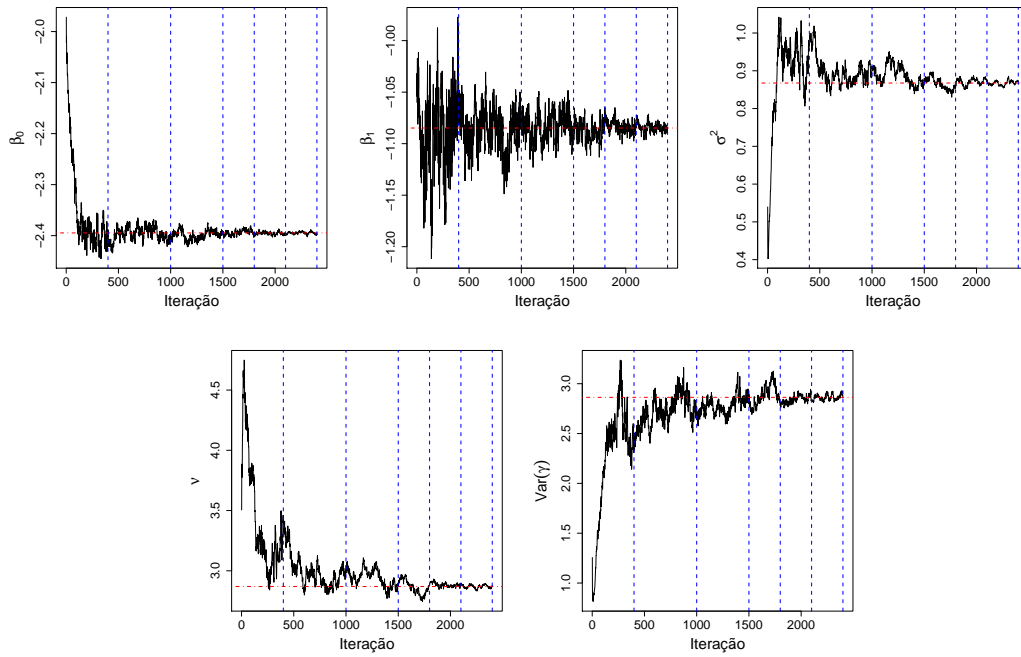 β₀
−2.4 −2.3 −2.2 −2.1 −2.0
0 500 1000 1500 2000
Iteração
β₁
−1.20 −1.15 −1.10 −1.05 −1.00
0 500 1000 1500 2000
Iteração
σ²
0.4 0.5 0.6 0.7 0.8 0.9 1.0
0 500 1000 1500 2000
Iteração
ν
3.0 3.5 4.0 4.5
0 500 1000 1500 2000
Iteração
Var(γ)
1.0 1.5 2.0 2.5 3.0
0 500 1000 1500 2000
Iteração